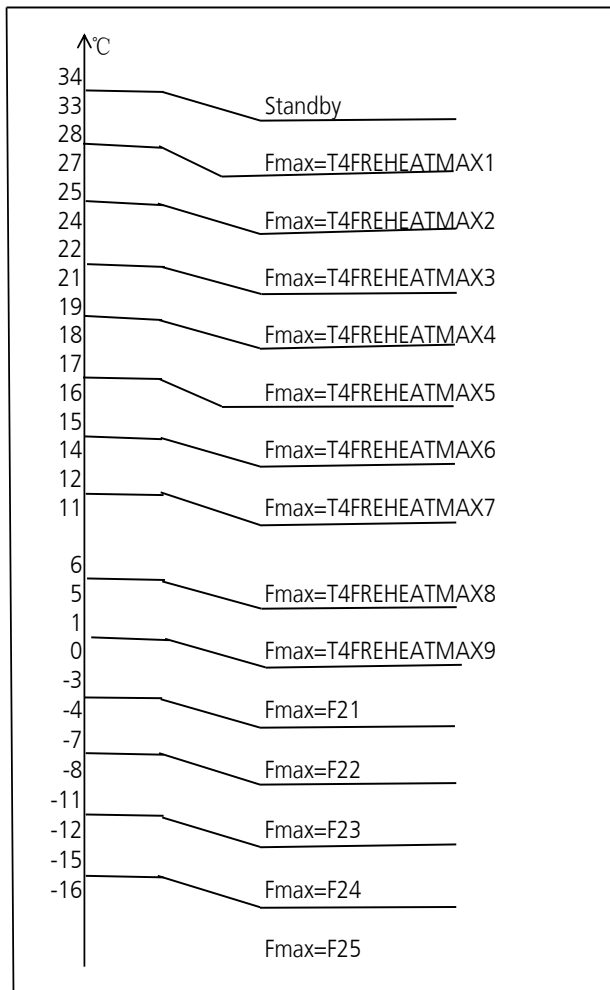 ℃
34
33
Standby
28
27
Fmax=T4FREHEATMAX1
25
24
Fmax=T4FREHEATMAX2
22
21
Fmax=T4FREHEATMAX3
19
18
Fmax=T4FREHEATMAX4
17
16
Fmax=T4FREHEATMAX5
15
14
Fmax=T4FREHEATMAX6
12
11
Fmax=T4FREHEATMAX7
6
5
Fmax=T4FREHEATMAX8
1
0
Fmax=T4FREHEATMAX9
-3
-4
Fmax=F21
-7
-8
Fmax=F22
-11
-12
Fmax=F23
-15
-16
Fmax=F24
Fmax=F25